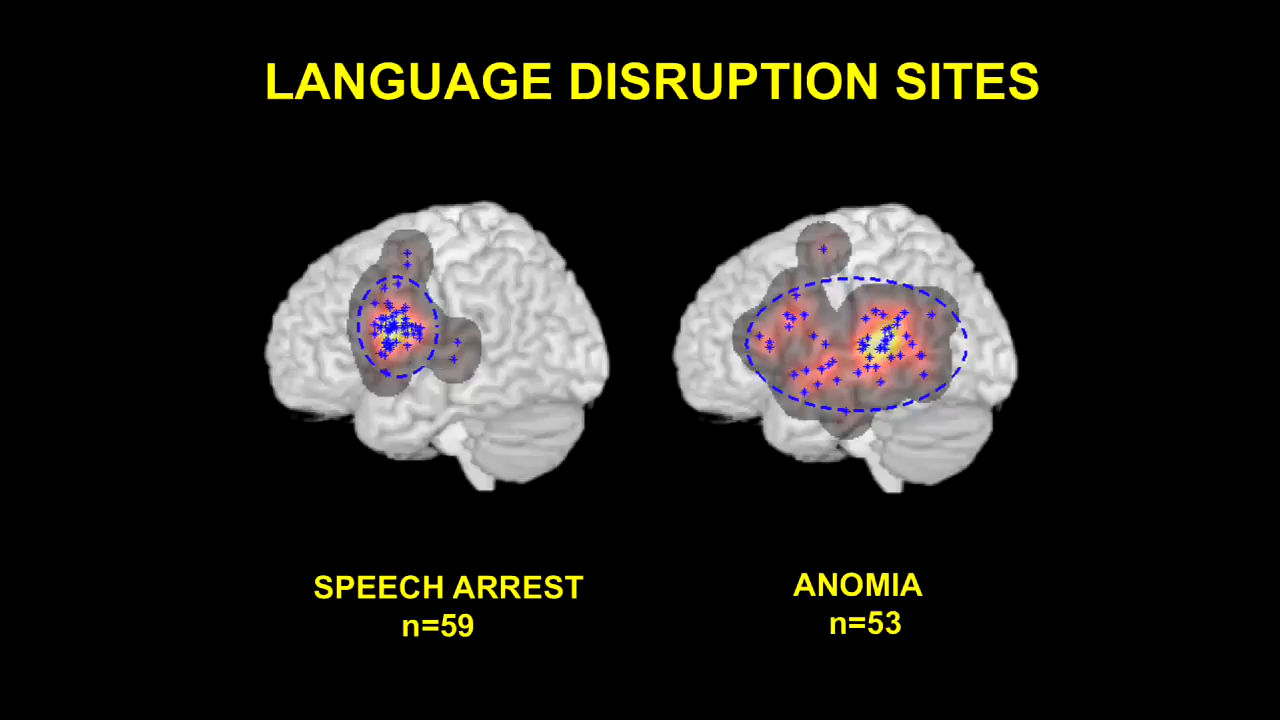 LANGUAGE DISRUPTION SITES
SPEECH ARREST
n=59
ANOMIA
n=53